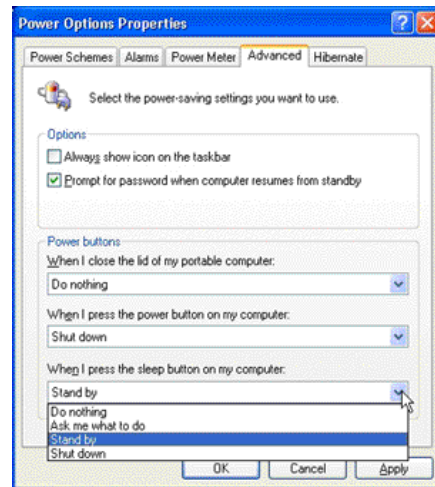 Power Options Properties
Power Schemes Alarms Power Meter Advanced Hibernate
Select the power-saving settings you want to use.
Options
Always show icon on the taskbar
Prompt for password when computer resumes from standby
Power buttons
When I close the lid of my portable computer:
Do nothing
When I press the power button on my computer:
Shut down
When I press the sleep button on my computer:
Stand by
Do nothing
Ask me what to do
Stand by
Shut down
OK Cancel Apply